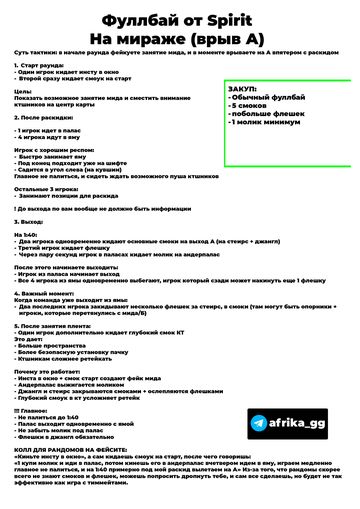 Фуллбай от Spirit
На мираже (врыв А)
Суть тактики: в начале раунда фейкуете занятие мида, и в моменте врываете на А впятером с раскидом
1. Старт раунда:
- Один игрок кидает инсту в окно
- Второй сразу кидает смоук на старт
Цель:
Показать возможное занятие мида и сместить внимание
ктшников на центр карты
ЗАКУП:
-Обычный фуллбай
-5 смоков
-побольше флешек
-1 молик минимум
2. После раскидки:
- 1 игрок идет в палас
- 4 игрока идут в яму
Игрок с хорошим респом:
- Быстро занимает яму
- Под конец подходит уже на шифте
- Садится в угол слева (на кувшин)
Главное не палиться, и сидеть ждать возможного пуша ктшников
Остальные 3 игрока:
- Занимают позиции для раскида
! До выхода по вам вообще не должно быть информации
3. Выход:
На 1:40:
- Два игрока одновременно кидают основные смоки на выход А (на стеирс + джангл)
- Третий игрок кидает флешку
- Через пару секунд игрок в паласах кидает молик на андерпалас
После этого начинаете выходить:
- Игрок из паласа начинает выход
- Все 4 игрока из ямы одновременно выбегают, игрок который сзади может накинуть еще 1 флешку
4. Важный момент:
Когда команда уже выходит из ямы:
- Два последних игрока закидывают несколько флешек за стеирс, в смоки (там могут быть опорники +
игроки, которые перетянулись с мида/Б)
5. После занятия плента:
- Один игрок дополнительно кидает глубокий смок КТ
Это дает:
- Больше пространства
- Более безопасную установку пачку
- Ктшникам сложнее ретейкать
Почему это работает:
- Инста в окно + смок старт создают фейк мида
- Андерпалас выжигается моликом
- Джангл и стеирс закрываются смоками + ослепляются флешками
- Глубокий смоук в кт усложняет ретейк
!!! Главное:
- Не палиться до 1:40
- Палас выходит одновременно с ямой
- Не забыть молик под палас
- Флешки в джангл обязательно
afrika_gg
КОЛЛ ДЛЯ РАНДОМОВ НА ФЕЙСИТЕ:
«Киньте инсту в окно», а сам кидаешь смоук на старт, после чего говоришь:
«1 купи молик и иди в палас, потом кинешь его в андерпалас вчетвером идем в яму, играем медленно
главное не палиться, и на 1:40 примерно под мой раскид вылетаем на А» Из-за того, что рандомы скорее
всего не знают смоков и флешек, можешь попросить дропнуть тебе, и сам все сделаешь, но будет не так
эффективно как игра с тиммейтами.